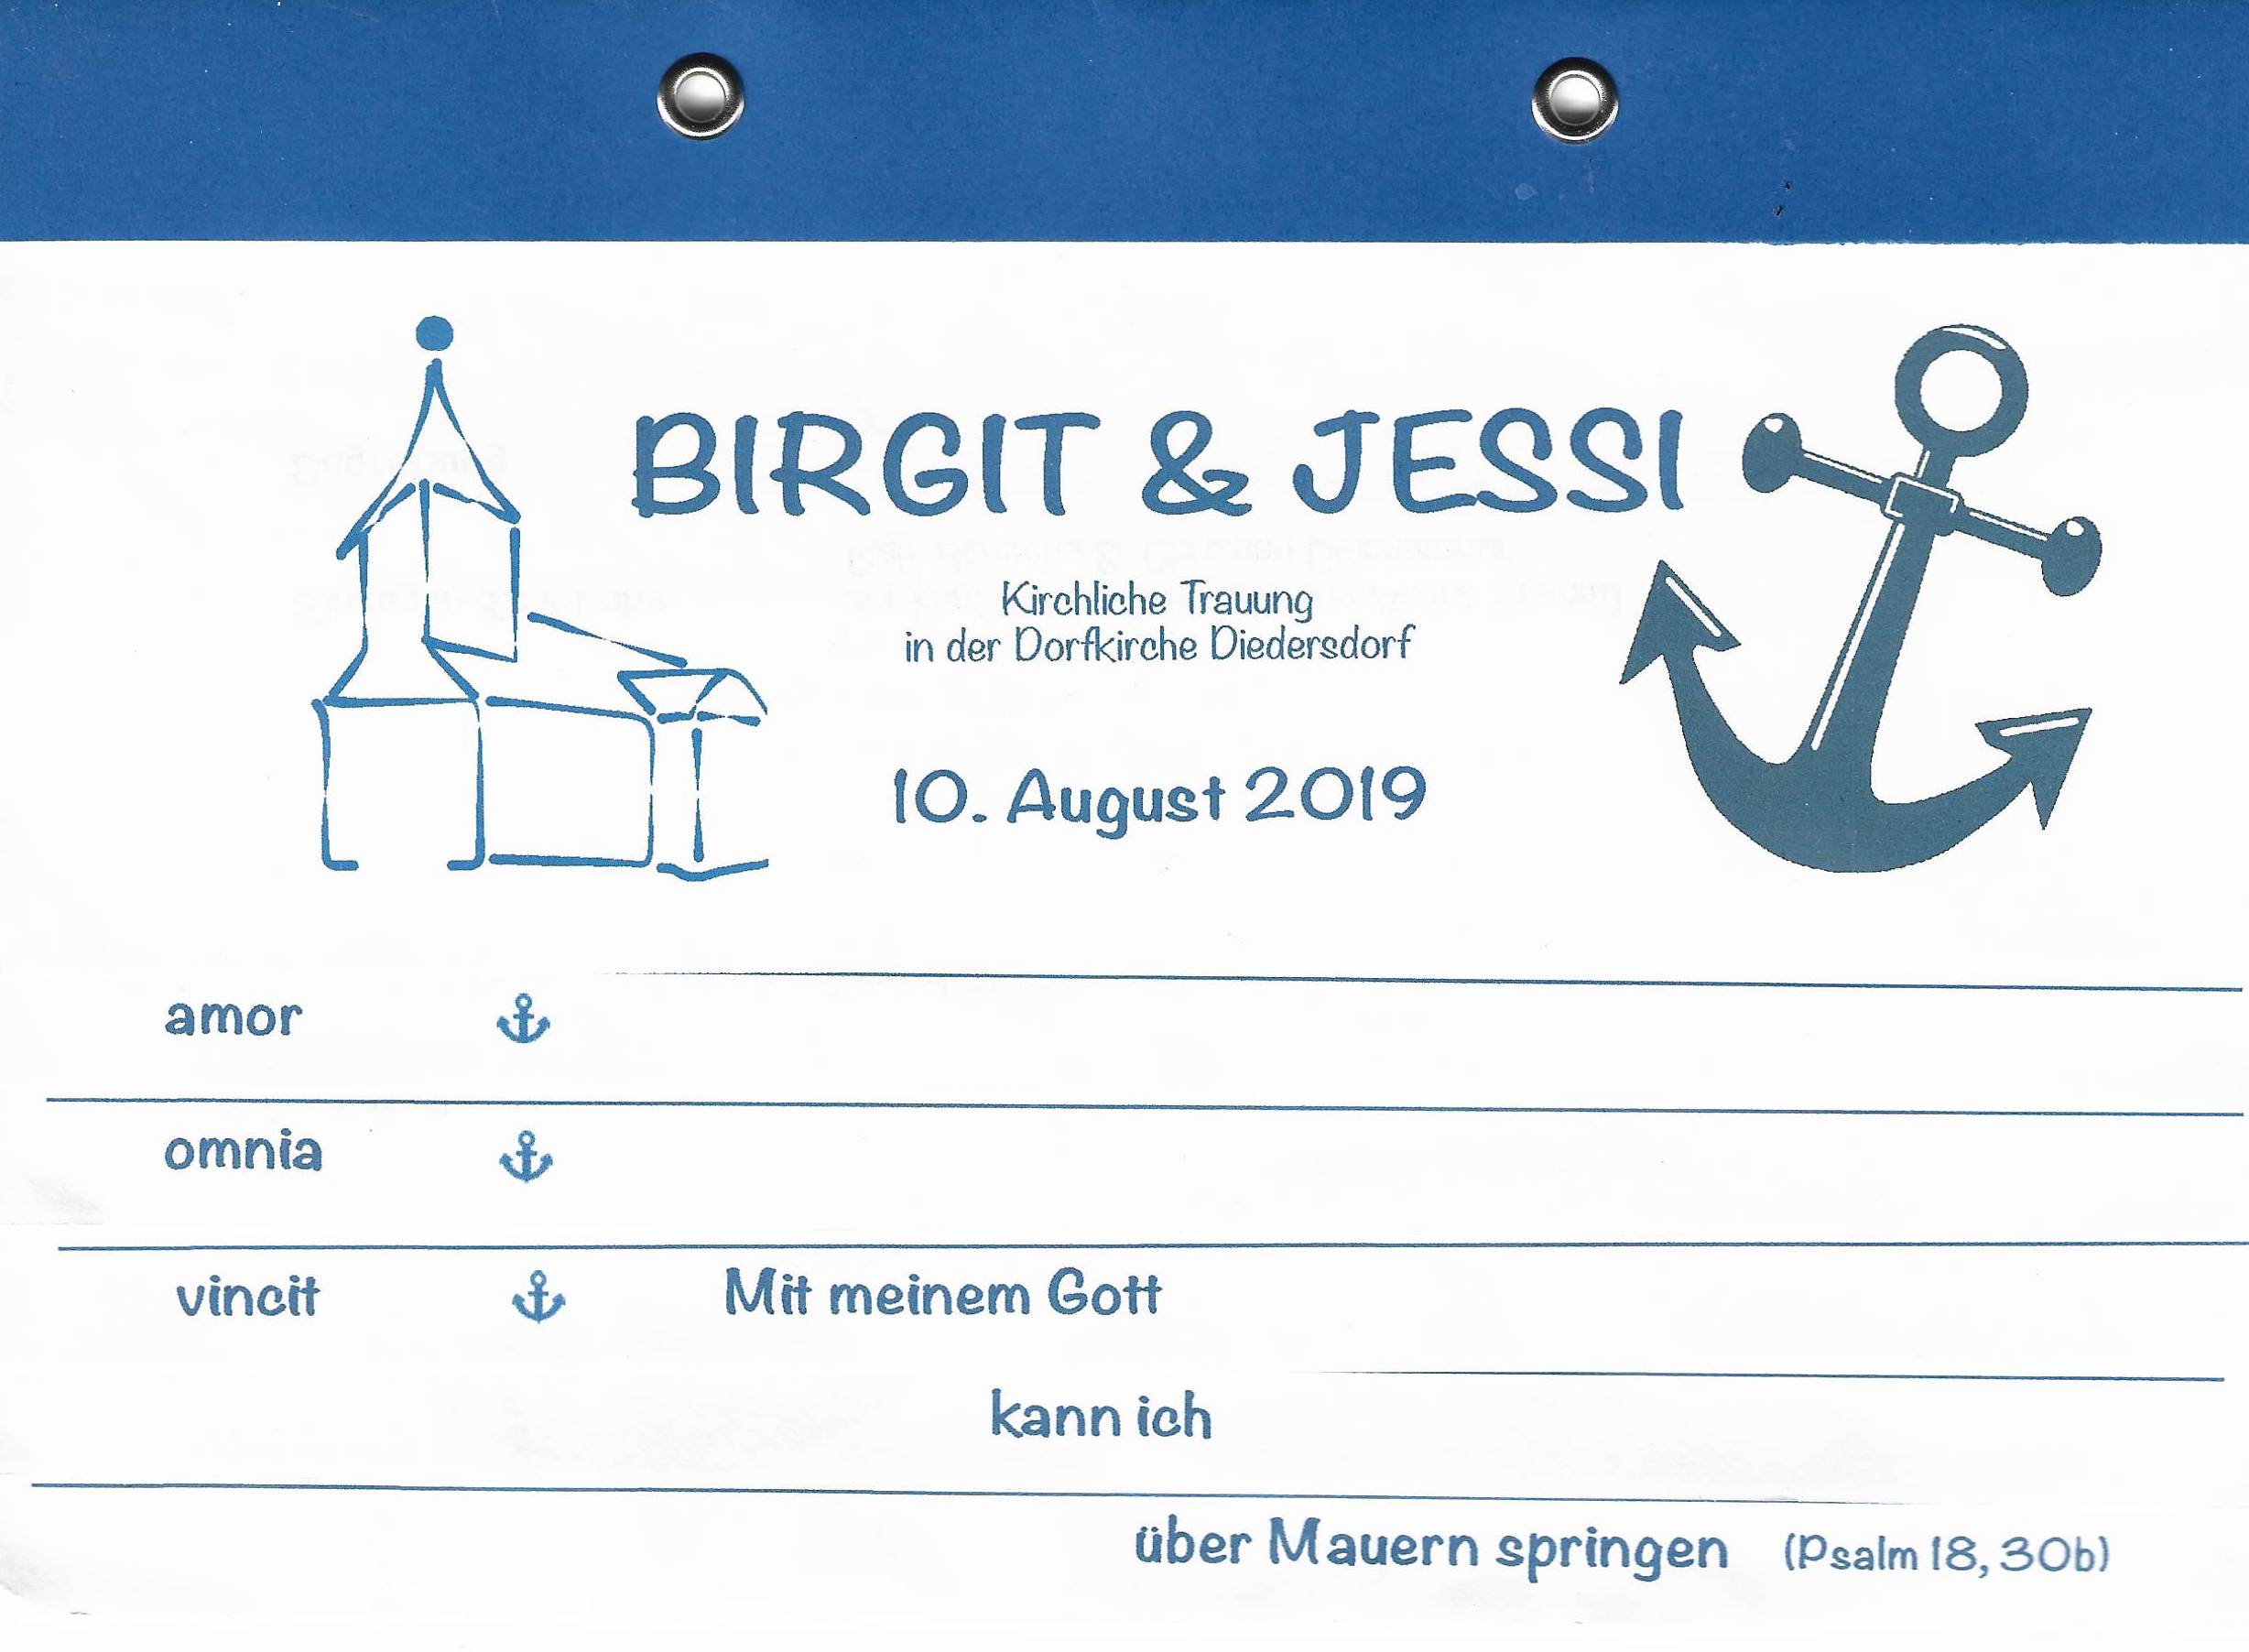 BIRGIT & JESSI
Kirchliche Trauung
in der Dorfkirche Diedersdorf
10. August 2019
amor
omnia
vincit Mit meinem Gott
kann ich
über Mauern springen (Psalm 18, 30b)